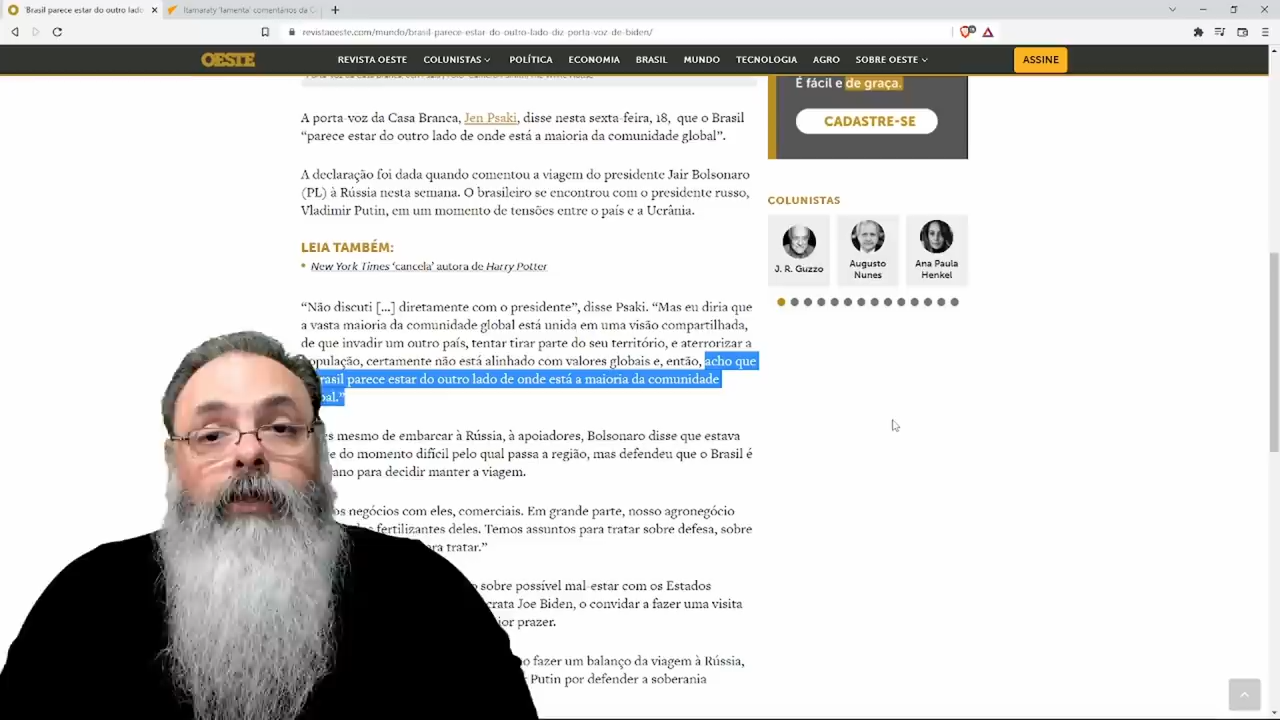 'Brasil parece estar do outro lado
Itamaraty 'lamenta' comentários da C
revistaoeste.com/mundo/brasil-parece-estar-do-outro-lado-diz-porta-voz-de-biden/
OESTE
REVISTA OESTE
COLUNISTAS
POLÍTICA
ECONOMIA
BRASIL
MUNDO
TECNOLOGIA
AGRO
SOBRE OESTE
ASSINE
A porta-voz da Casa Branca, Jen Psaki, disse nesta sexta-feira, 18, que o Brasil
“parece estar do outro lado de onde está a maioria da comunidade global”.
A declaração foi dada quando comentou a viagem do presidente Jair Bolsonaro
(PL) à Rússia nesta semana. O brasileiro se encontrou com o presidente russo,
Vladimir Putin, em um momento de tensões entre o país e a Ucrânia.
LEIA TAMBÉM:
• New York Times ‘cancela’ autora de Harry Potter
“Não discuti [...] diretamente com o presidente”, disse Psaki. “Mas eu diria que
a vasta maioria da comunidade global está unida em uma visão compartilhada,
de que invadir um outro país, tentar tirar parte do seu território, e aterrorizar a
opulação, certamente não está alinhado com valores globais e, então, acho que
rasil parece estar do outro lado de onde está a maioria da comunidade
bal.”
s mesmo de embarcar à Rússia, à apoiadores, Bolsonaro disse que estava
e do momento difícil pelo qual passa a região, mas defendeu que o Brasil é
ano para decidir manter a viagem.
os negócios com eles, comerciais. Em grande parte, nosso agronegócio
fertilizantes deles. Temos assuntos para tratar sobre defesa, sobre
ra tratar.”
sobre possível mal-estar com os Estados
crata Joe Biden, o convidar a fazer uma visita
ior prazer.
o fazer um balanço da viagem à Rússia,
Putin por defender a soberania
É fácil e de graça.
CADASTRE-SE
COLUNISTAS
J. R. Guzzo
Augusto
Nunes
Ana Paula
Henkel